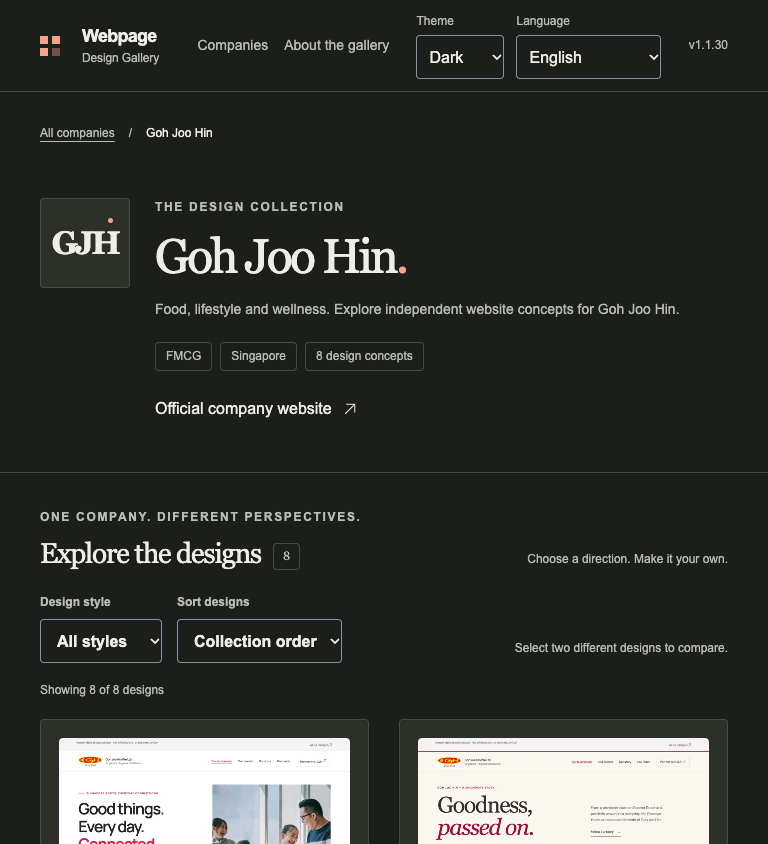 Webpage
Design Gallery
Companies
About the gallery
Theme
Dark
Language
English
v1.1.30
All companies / Goh Joo Hin
GJH
THE DESIGN COLLECTION
Goh Joo Hin.
Food, lifestyle and wellness. Explore independent website concepts for Goh Joo Hin.
FMCG
Singapore
8 design concepts
Official company website
ONE COMPANY. DIFFERENT PERSPECTIVES.
Explore the designs 8
Choose a direction. Make it your own.
Design style
All styles
Sort designs
Collection order
Select two different designs to compare.
Showing 8 of 8 designs
Good things.
Every day.
Connected
Goodness,
passed on.